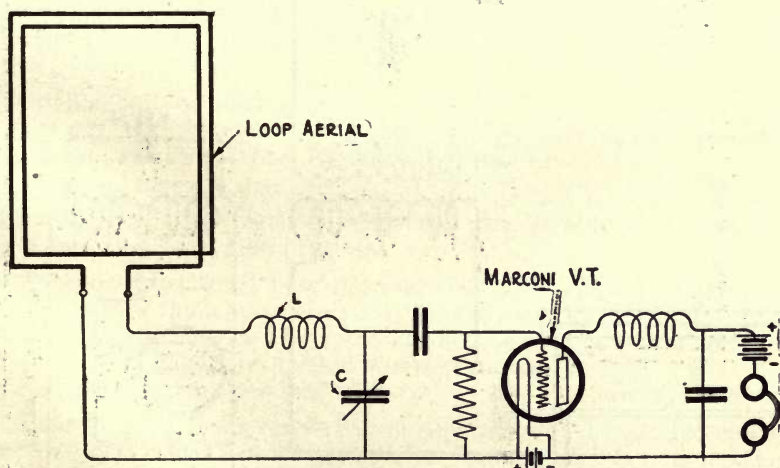 LOOP AERIAL
MARCONI V.T.
L
C
+
-
+ -